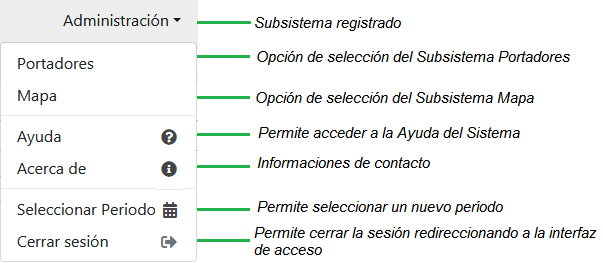 Administración Subsistema registrado
Portadores Opción de selección del Subsistema Portadores
Mapa Opción de selección del Subsistema Mapa
Ayuda Permite acceder a la Ayuda del Sistema
Acerca de Informaciones de contacto
Seleccionar Periodo Permite seleccionar un nuevo período
Cerrar sesión Permite cerrar la sesión redireccionando a la interfaz
de acceso